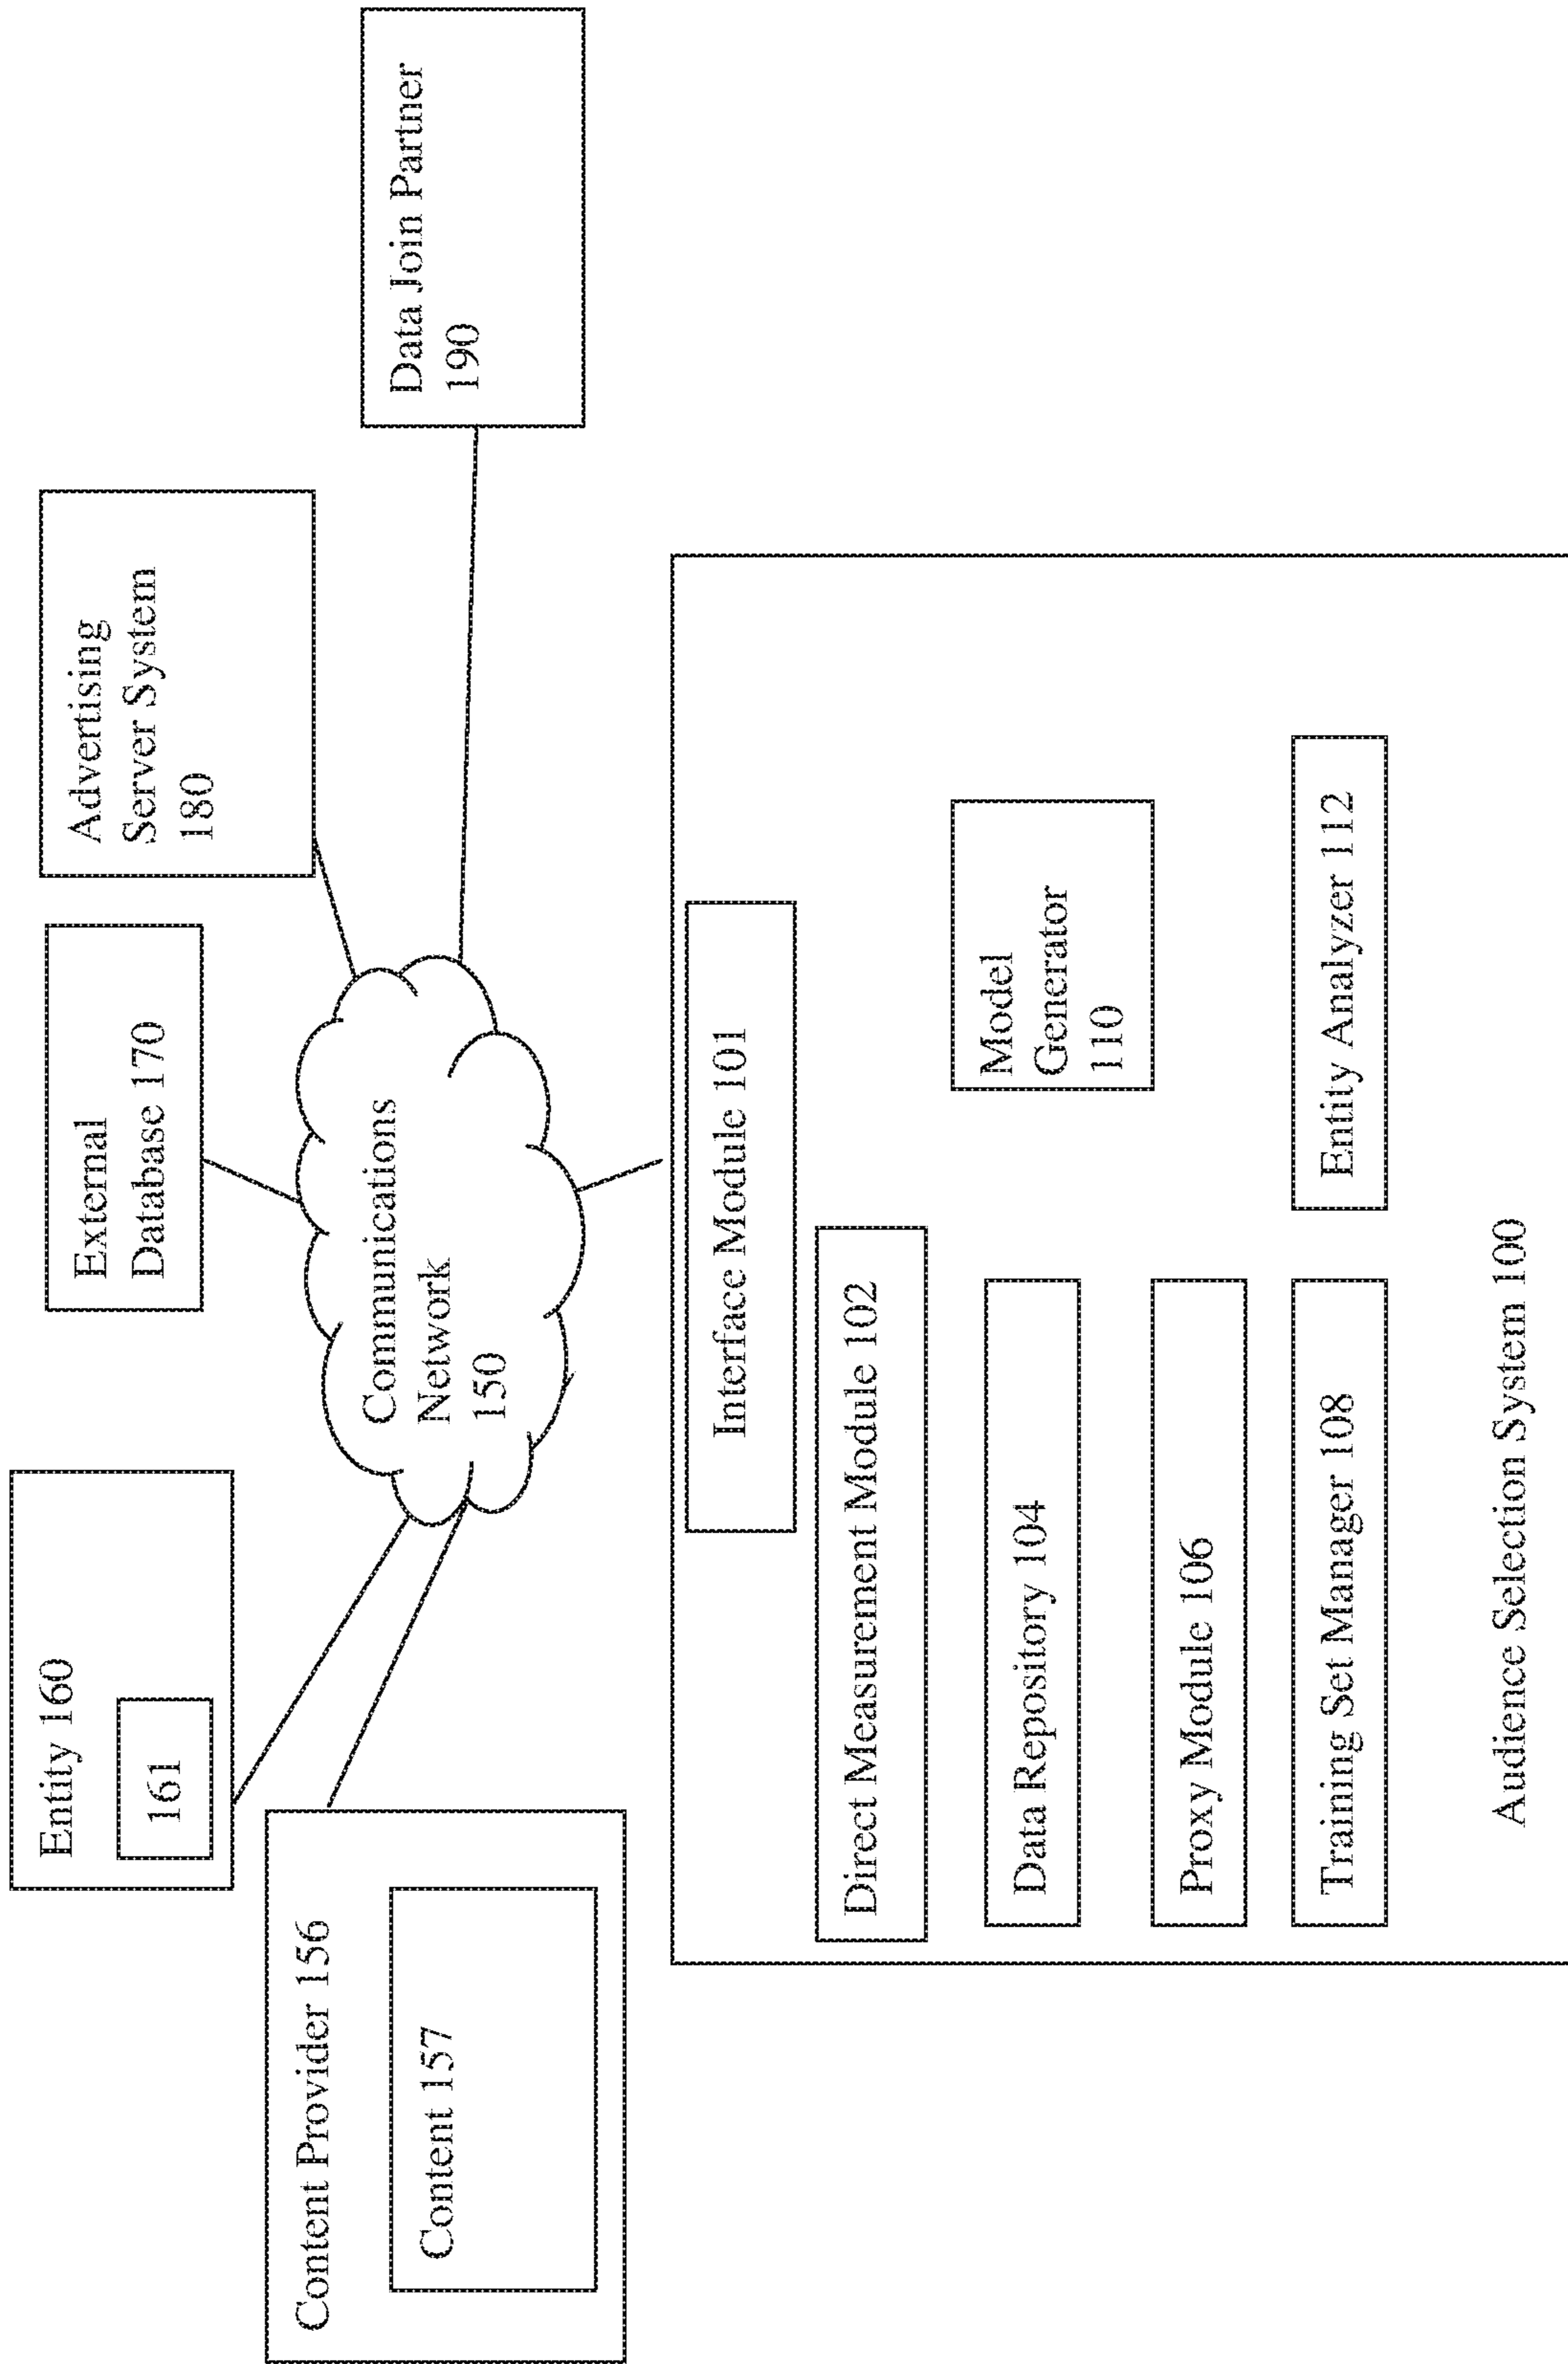 Entity 160
161
External
Database 170
Advertising
Server System
180
Content Provider 156
Content 157
Communications
Network
150
Data Join Partner
190
Interface Module 101
Direct Measurement Module 102
Data Repository 104
Model
Generator
110
Proxy Module 106
Training Set Manager 108
Entity Analyzer 112
Audience Selection System 100